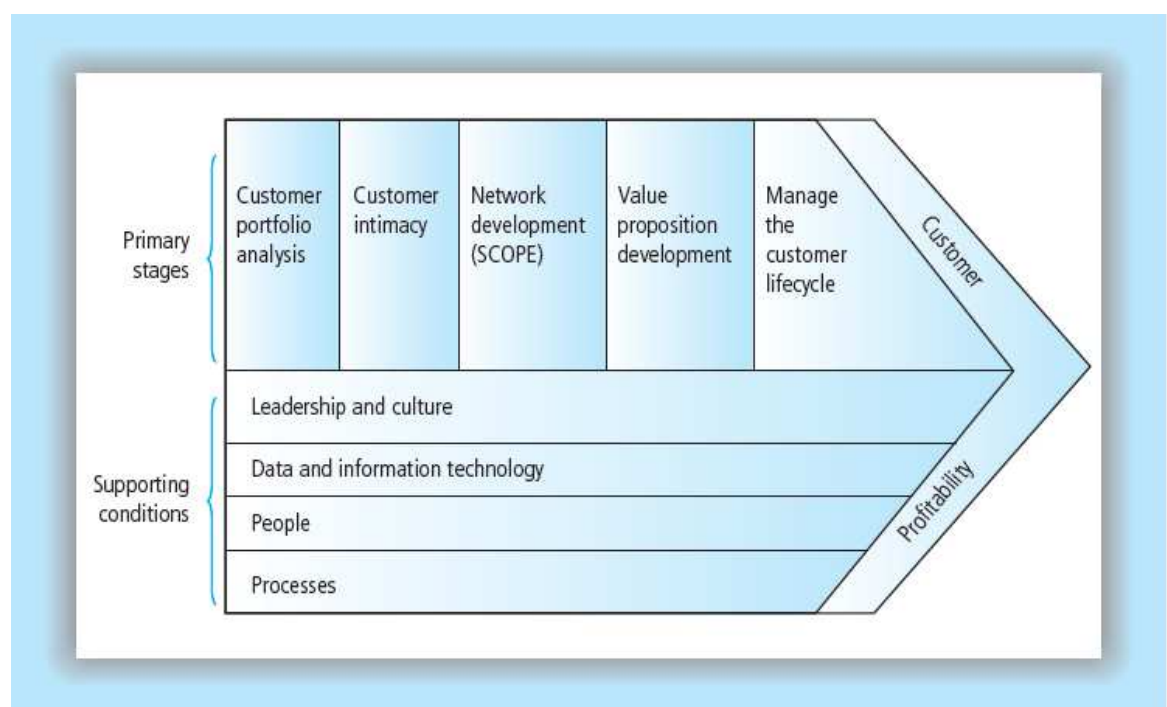 Primary
stages
Customer
portfolio
analysis
Customer
intimacy
Network
development
(SCOPE)
Value
proposition
development
Manage
the
customer
lifecycle
Customer
Supporting
conditions
Leadership and culture
Data and information technology
People
Processes
Profitability